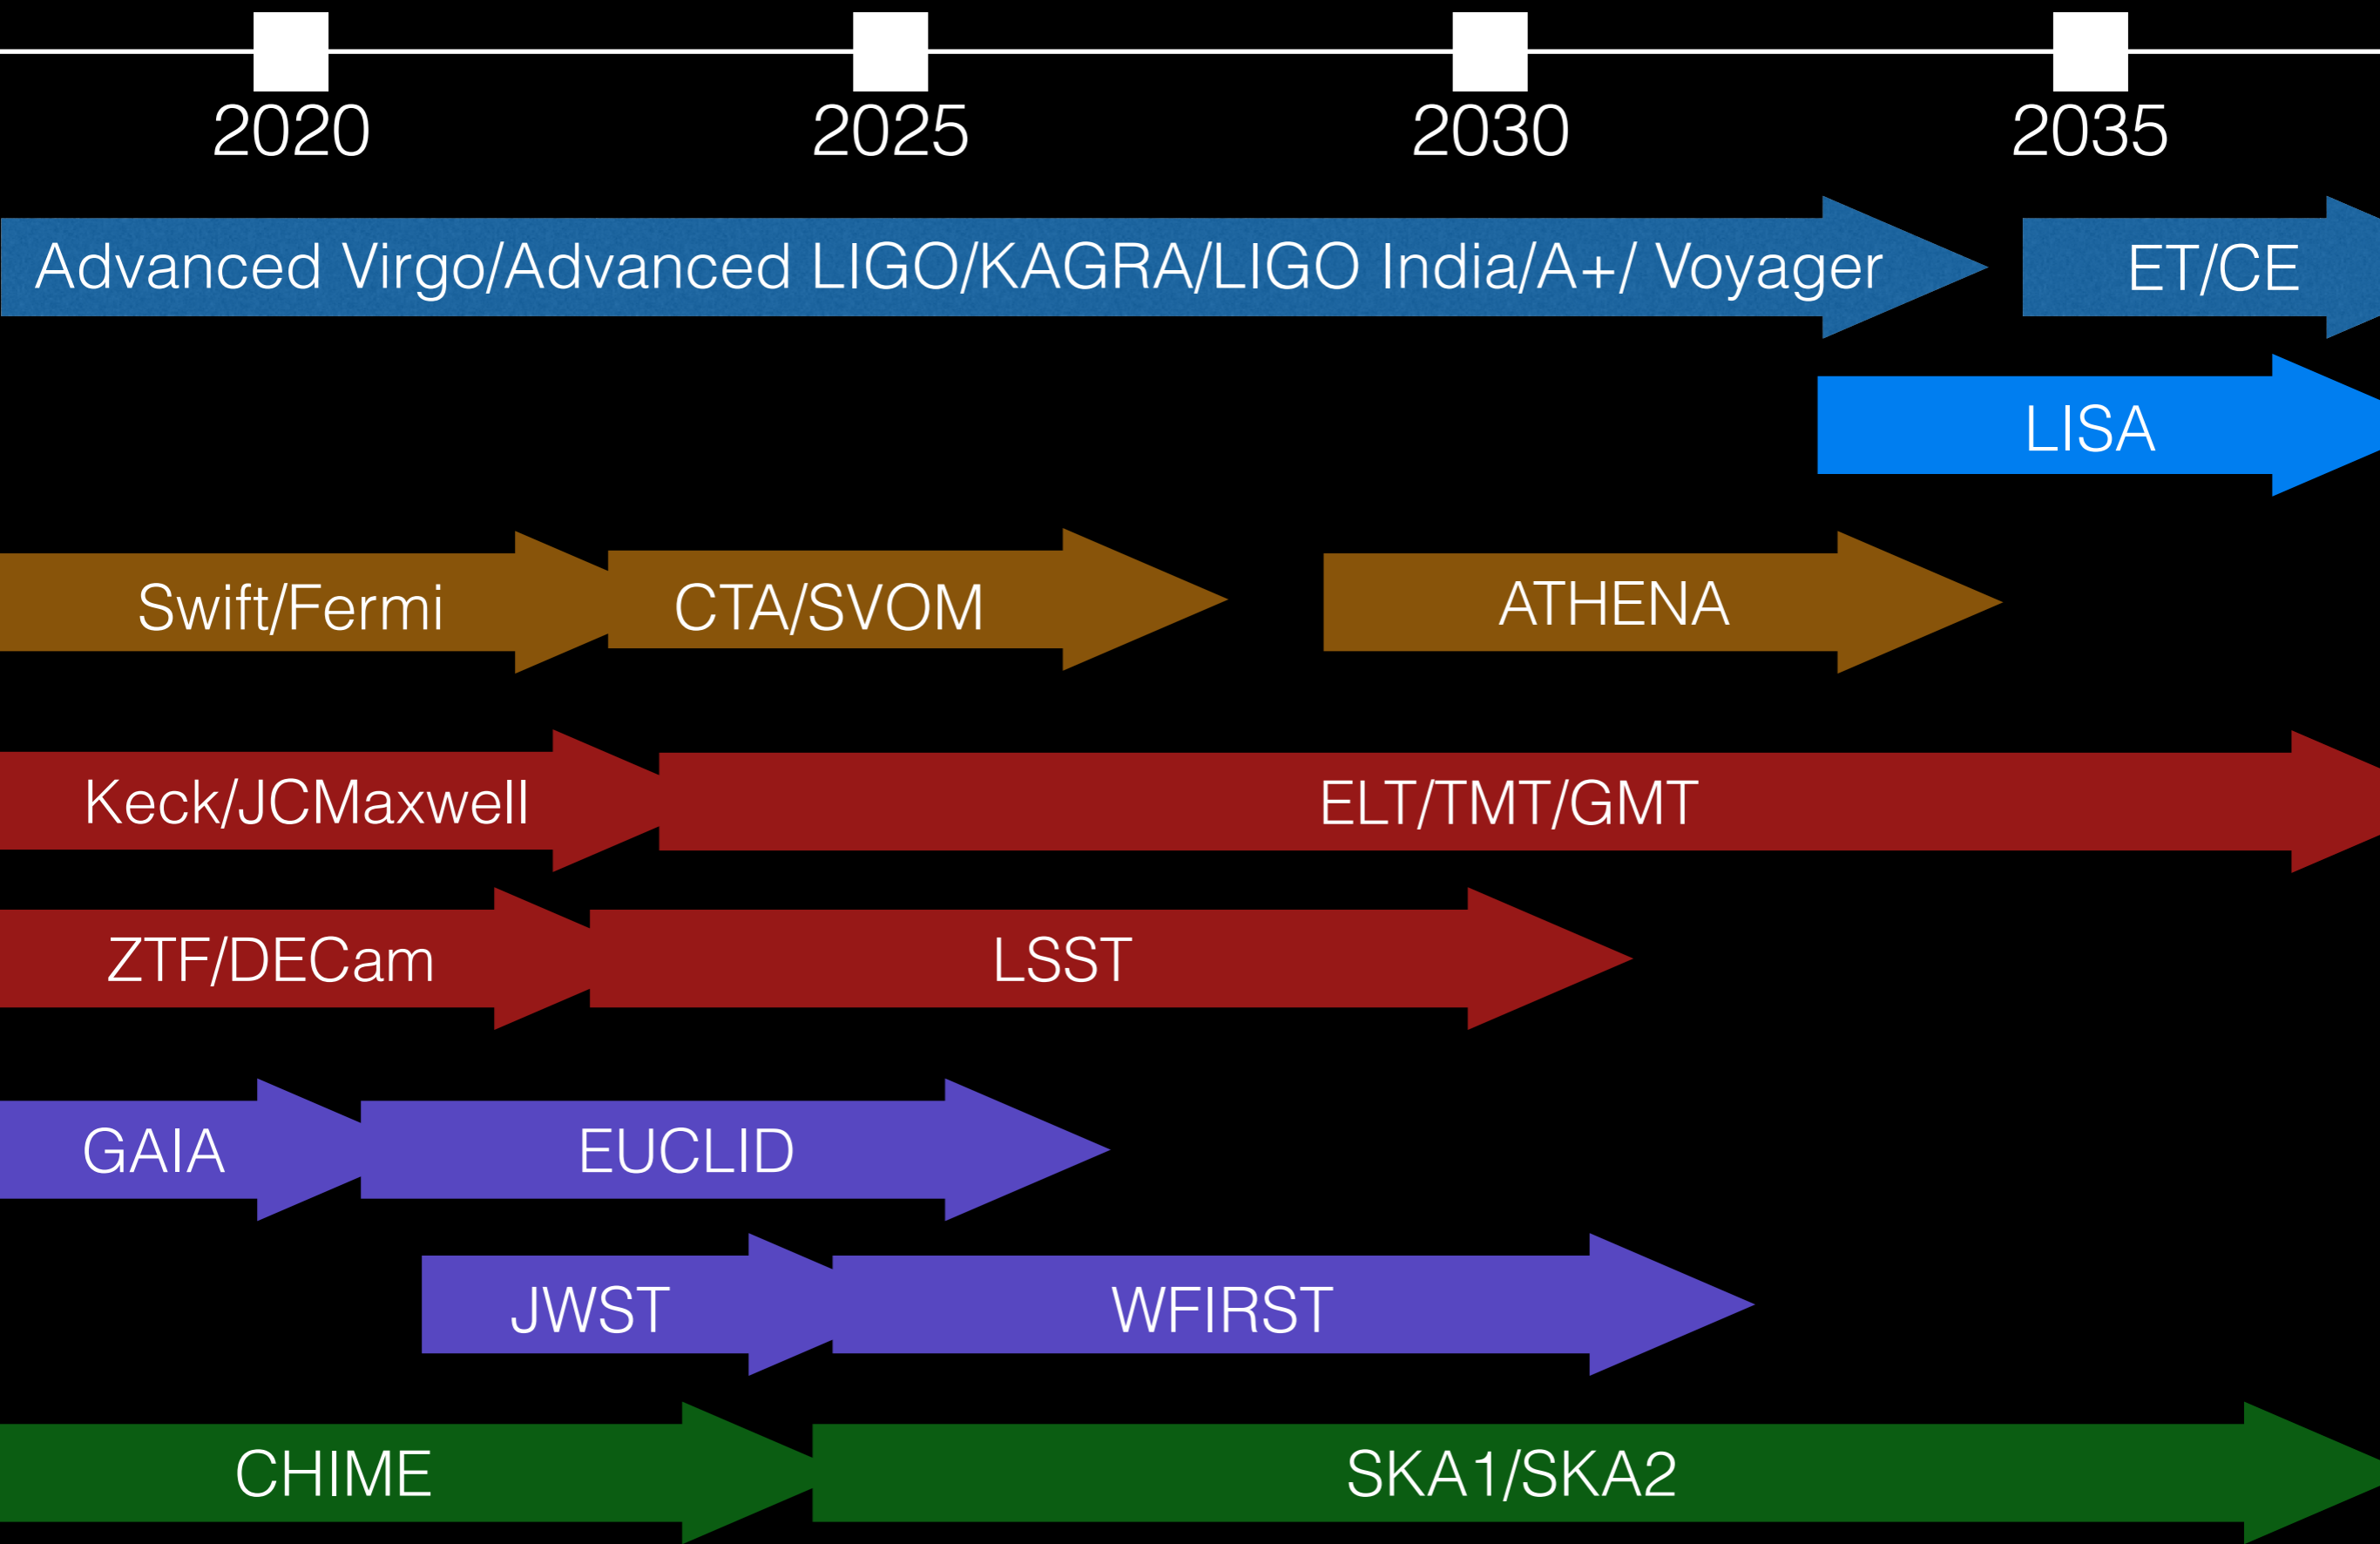 2020 2025 2030 2035
Advanced Virgo/Advanced LIGO/KAGRA/LIGO India/A+/ Voyager
ET/CE
LISA
Swift/Fermi
CTA/SVOM
ATHENA
Keck/JCMaxwell
ELT/TMT/GMT
ZTF/DECam
LSST
GAIA
EUCLID
JWST
WFIRST
CHIME
SKA1/SKA2